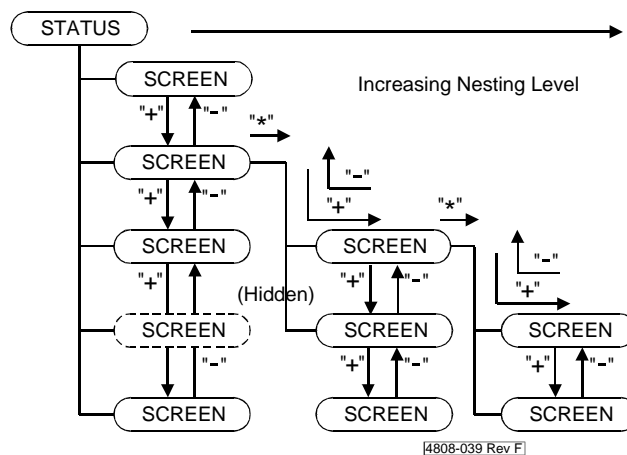 STATUS
Increasing Nesting Level
SCREEN
"+" "-" "*"
SCREEN
"-"
"+" "-" "+" "*"
SCREEN SCREEN
"-"
"+" (Hidden) "+" "-" "+"
SCREEN SCREEN SCREEN
"-" "+" "-" "+" "-"
SCREEN SCREEN SCREEN
4808-039 Rev F